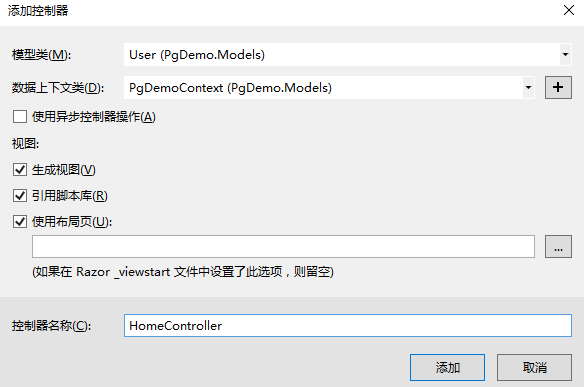 添加控制器
模型类(M): User (PgDemo.Models)
数据上下文类(D): PgDemoContext (PgDemo.Models) +
使用异步控制器操作(A)
视图:
生成视图(V)
引用脚本库(R)
使用布局页(U):
...
(如果在 Razor _viewstart 文件中设置了此选项，则留空)
控制器名称(C): HomeController
添加 取消